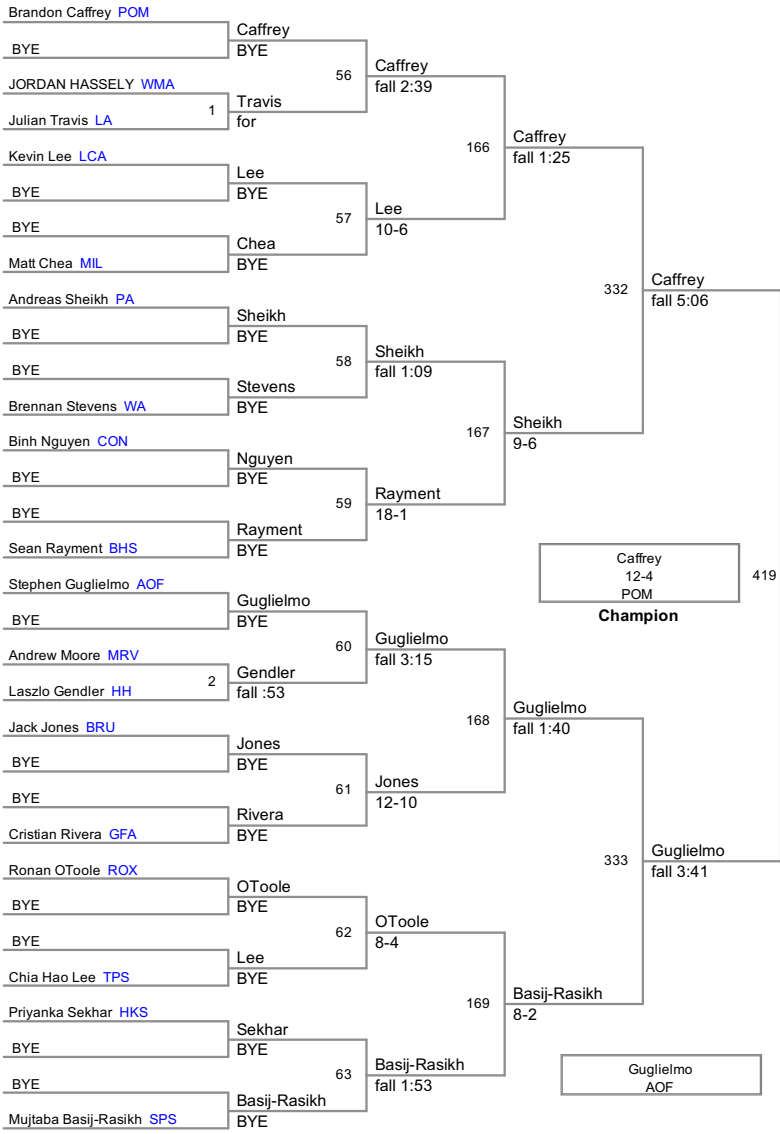 Brandon Caffrey POM
BYE
JORDAN HASSELY WMA
1
Julian Travis LA
Kevin Lee LCA
BYE
BYE
Matt Chea MIL
Andreas Sheikh PA
BYE
BYE
Brennan Stevens WA
Binh Nguyen CON
BYE
BYE
Sean Rayment BHS
Stephen Guglielmo AOF
BYE
Andrew Moore MRV
2
Laszlo Gendler HH
Jack Jones BRU
BYE
BYE
Cristian Rivera GFA
Ronan OToole ROX
BYE
BYE
Chia Hao Lee TPS
Priyanka Sekhar HKS
BYE
BYE
Mujtaba Basij-Rasikh SPS
Caffrey
BYE
56
Travis
for
Lee
BYE
57
Chea
BYE
Sheikh
BYE
58
Stevens
BYE
Nguyen
BYE
59
Rayment
BYE
Guglielmo
BYE
60
Gendler
fall :53
Jones
BYE
61
Rivera
BYE
OToole
BYE
62
Lee
BYE
Sekhar
BYE
63
Basij-Rasikh
BYE
Caffrey
fall 2:39
166
Lee
10-6
Sheikh
fall 1:09
167
Rayment
18-1
Guglielmo
fall 3:15
168
Jones
12-10
OToole
8-4
169
Basij-Rasikh
fall 1:53
Caffrey
fall 1:25
332
Sheikh
9-6
Guglielmo
fall 1:40
333
Basij-Rasikh
8-2
Caffrey
fall 5:06
Guglielmo
fall 3:41
419
Caffrey
12-4
POM
Champion
Guglielmo
AOF